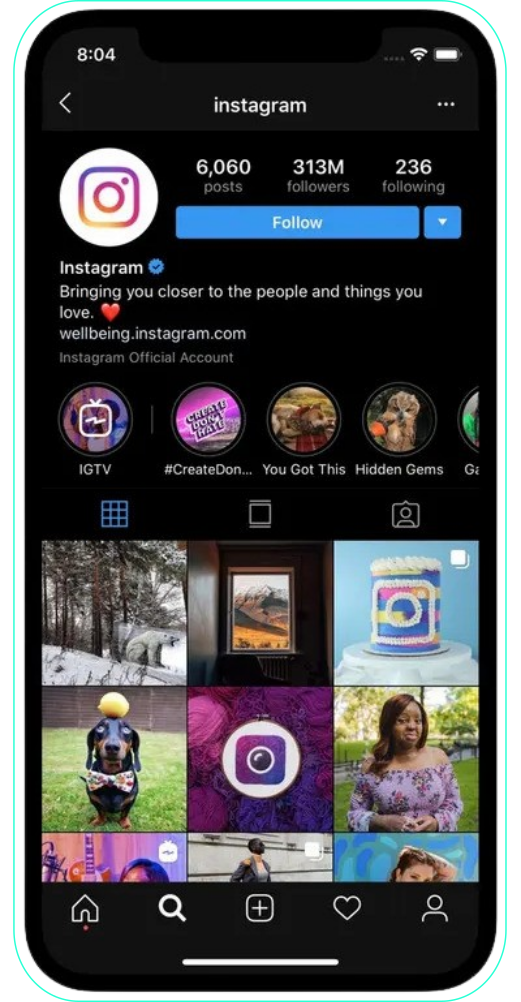 8:04
instagram
6,060 313M 236
posts followers following
Follow
Instagram
Bringing you closer to the people and things you
love. ❤️
wellbeing.instagram.com
Instagram Official Account
CREATE
DON'T
HATE
IGTV #CreateDon... You Got This Hidden Gems Ga